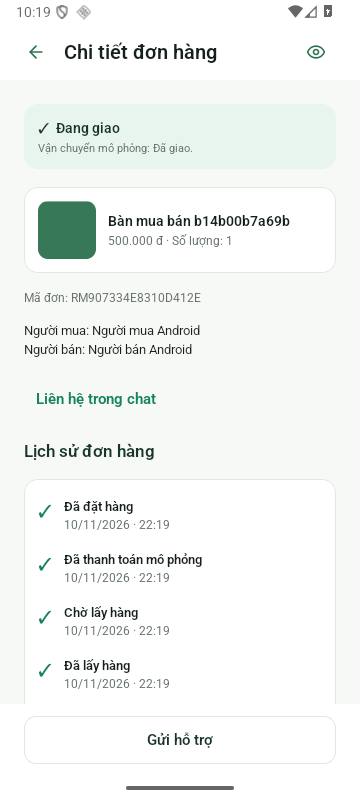 10:19
Chi tiết đơn hàng
✓ Đang giao
Vận chuyển mô phỏng: Đã giao.
Bàn mua bán b14b00b7a69b
500.000 đ · Số lượng: 1
Mã đơn: RM907334E8310D412E
Người mua: Người mua Android
Người bán: Người bán Android
Liên hệ trong chat
Lịch sử đơn hàng
✓ Đã đặt hàng
10/11/2026 · 22:19
✓ Đã thanh toán mô phỏng
10/11/2026 · 22:19
✓ Chờ lấy hàng
10/11/2026 · 22:19
✓ Đã lấy hàng
10/11/2026 · 22:19
Gửi hỗ trợ